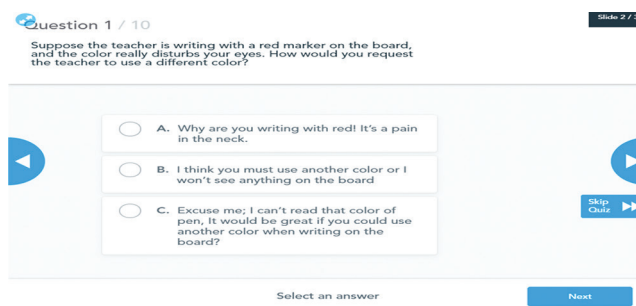 Question 1 / 10
Slide 2 /
Suppose the teacher is writing with a red marker on the board,
and the color really disturbs your eyes. How would you request
the teacher to use a different color?
A. Why are you writing with red! It's a pain
in the neck.
B. I think you must use another color or I
won't see anything on the board
C. Excuse me; I can't read that color of
pen, It would be great if you could use
another color when writing on the
board?
Skip
Quiz
Select an answer
Next